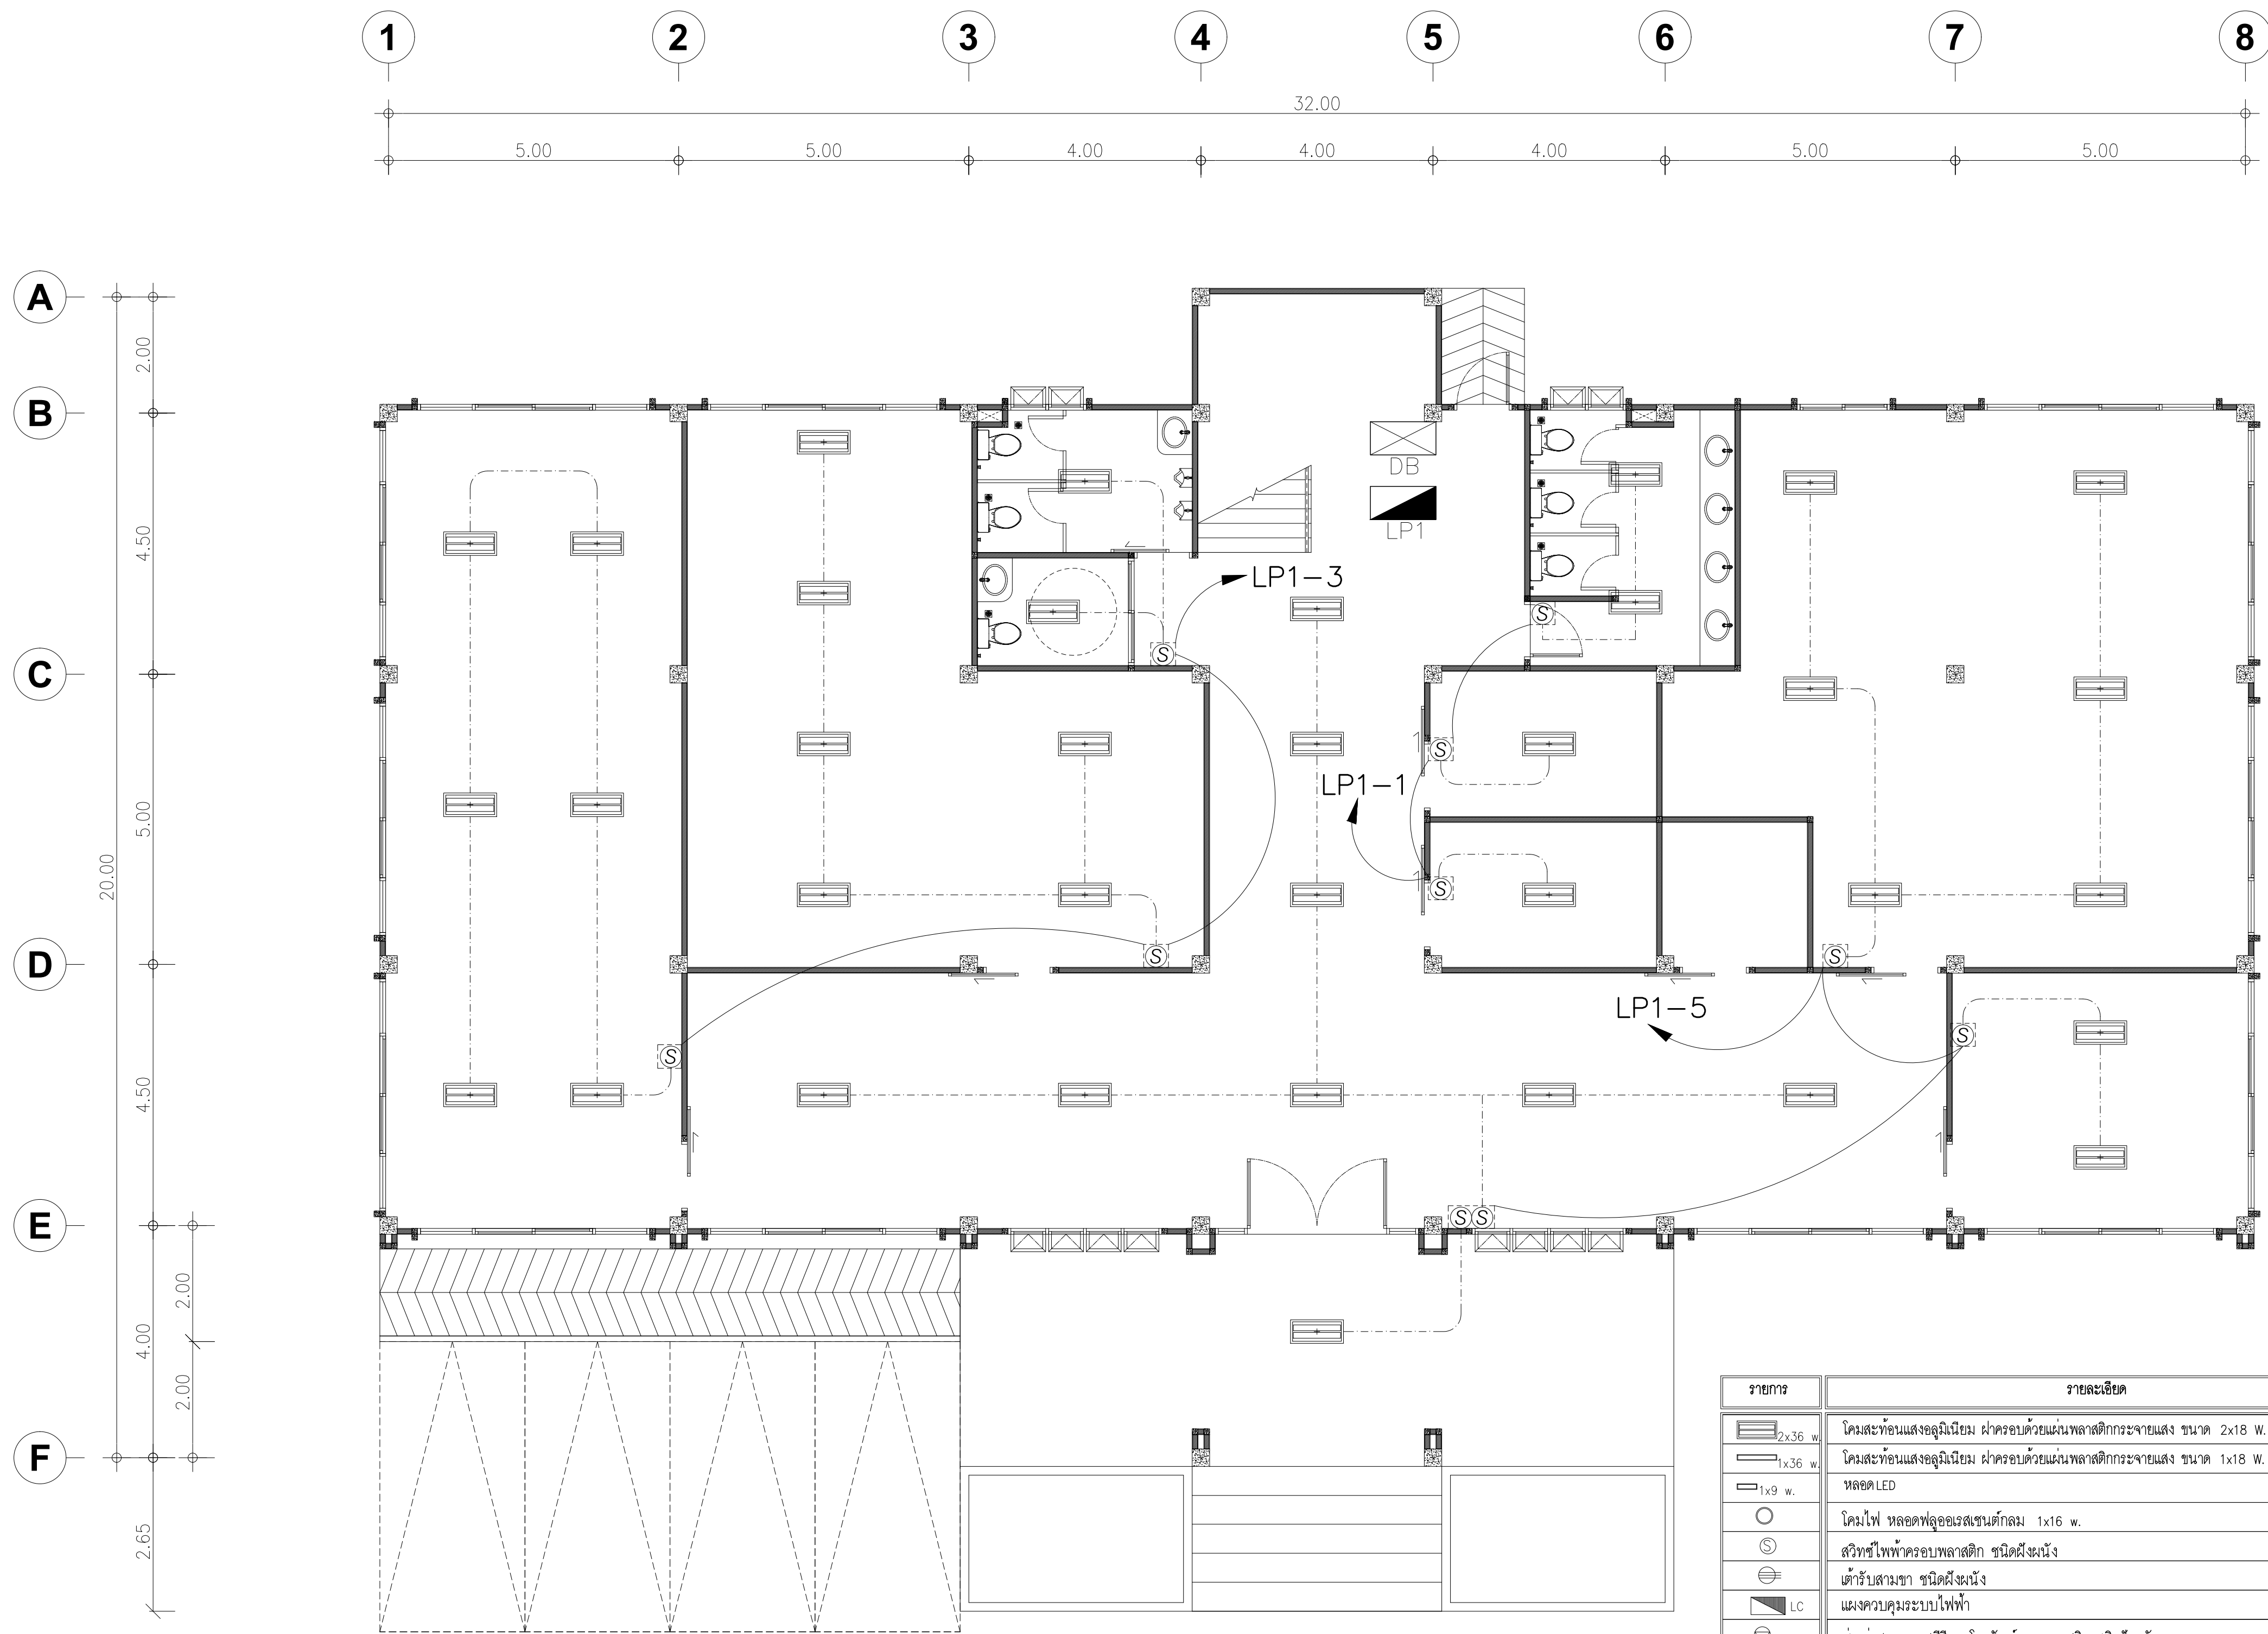 1 2 3 4 5 6 7 8
32.00
5.00 5.00 4.00 4.00 4.00 5.00 5.00
A
B
C
D
E
F
2.00
4.50
5.00
20.00
4.50
2.00
4.00
2.00
2.65
DB
LP1
LP1-3
LP1-1
LP1-5
S
S
S
S
S
S
S
S
S S
รายการ รายละเอียด
2x36 w. โคมสะท้อนแสงอลูมิเนียม ฝาครอบด้วยแผ่นพลาสติกกระจายแสง ขนาด 2x18 W.
1x36 w. โคมสะท้อนแสงอลูมิเนียม ฝาครอบด้วยแผ่นพลาสติกกระจายแสง ขนาด 1x18 W.
1x9 w. หลอดLED
โคมไฟ หลอดฟลูออเรสเซนต์กลม 1x16 w.
S สวิทซ์ไฟฟ้าครอบพลาสติก ชนิดฝังผนัง
เต้ารับสามขา ชนิดฝังผนัง
LC แผงควบคุมระบบไฟฟ้า